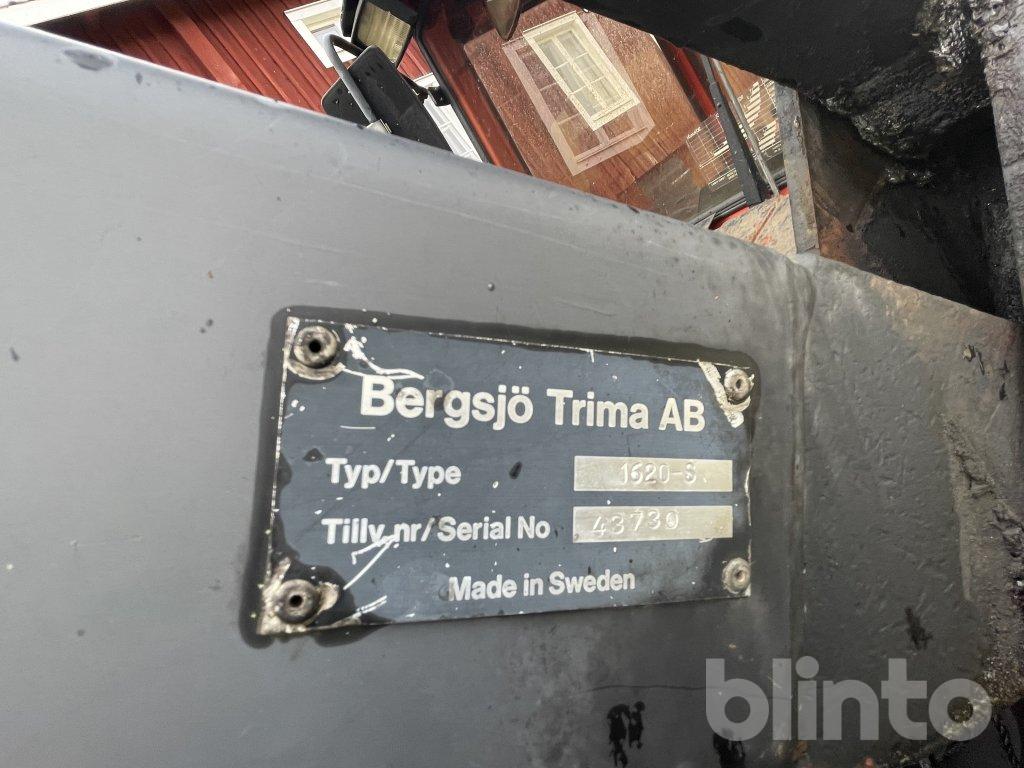 Bergsjö Trima AB
Typ/Type 1620-S
Tillv nr/Serial No 43730
Made in Sweden
blinto